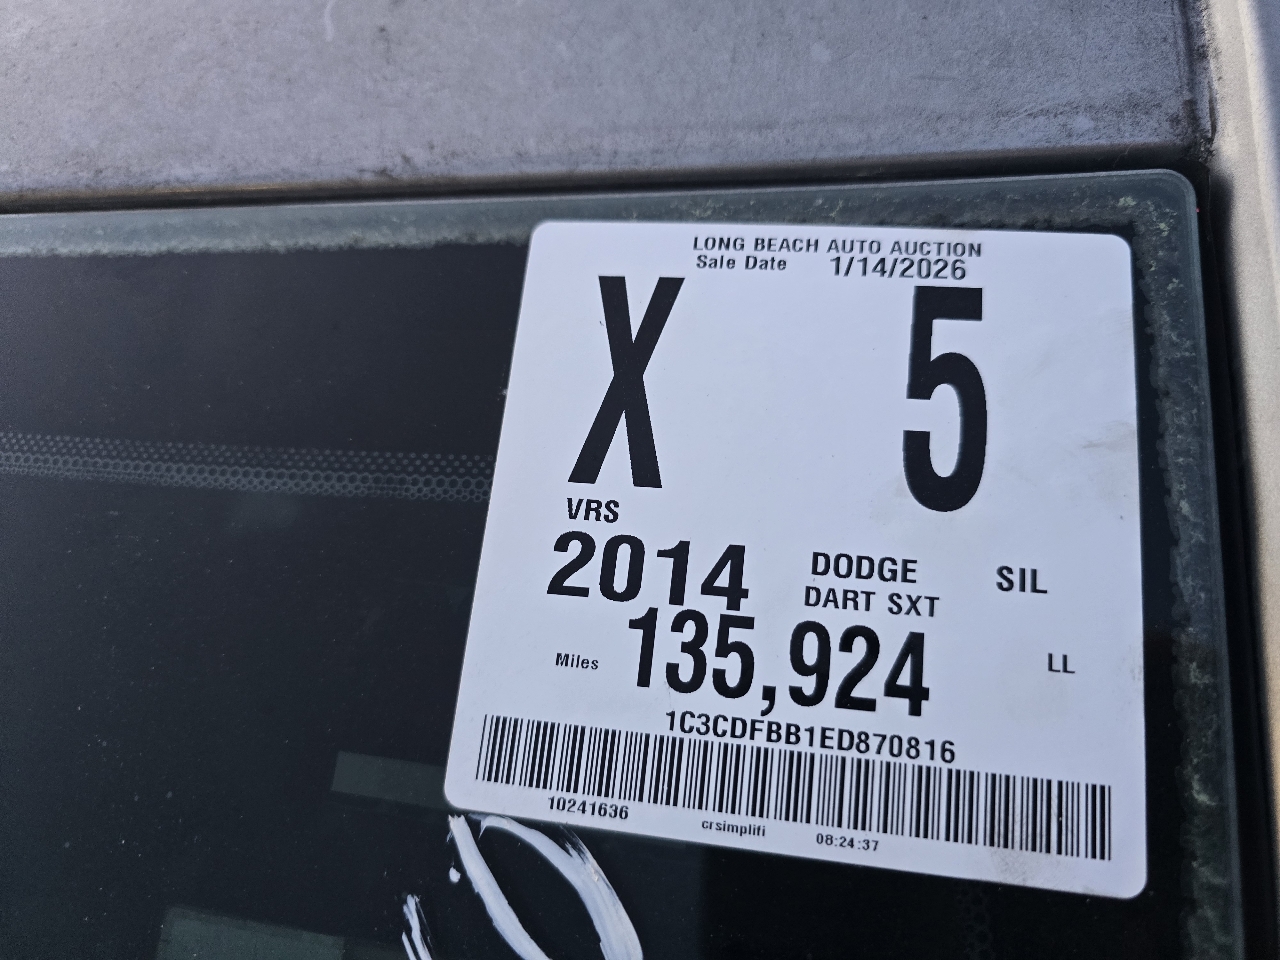 LONG BEACH AUTO AUCTION
Sale Date 1/14/2026
X 5
VRS
2014 DODGE SIL
DART SXT
Miles 135,924 LL
1C3CDFBB1ED870816
10241636 crsimplifi 08:24:37